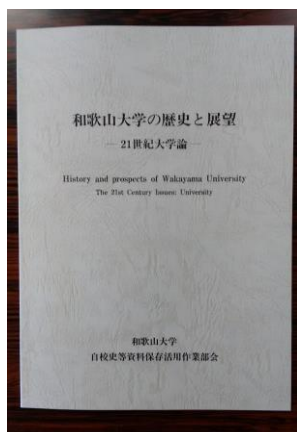 和歌山大学の歴史と展望
― 21世紀大学論 ―
History and prospects of Wakayama University
The 21st Century Issues: University
和歌山大学
自校史等資料保存活用作業部会